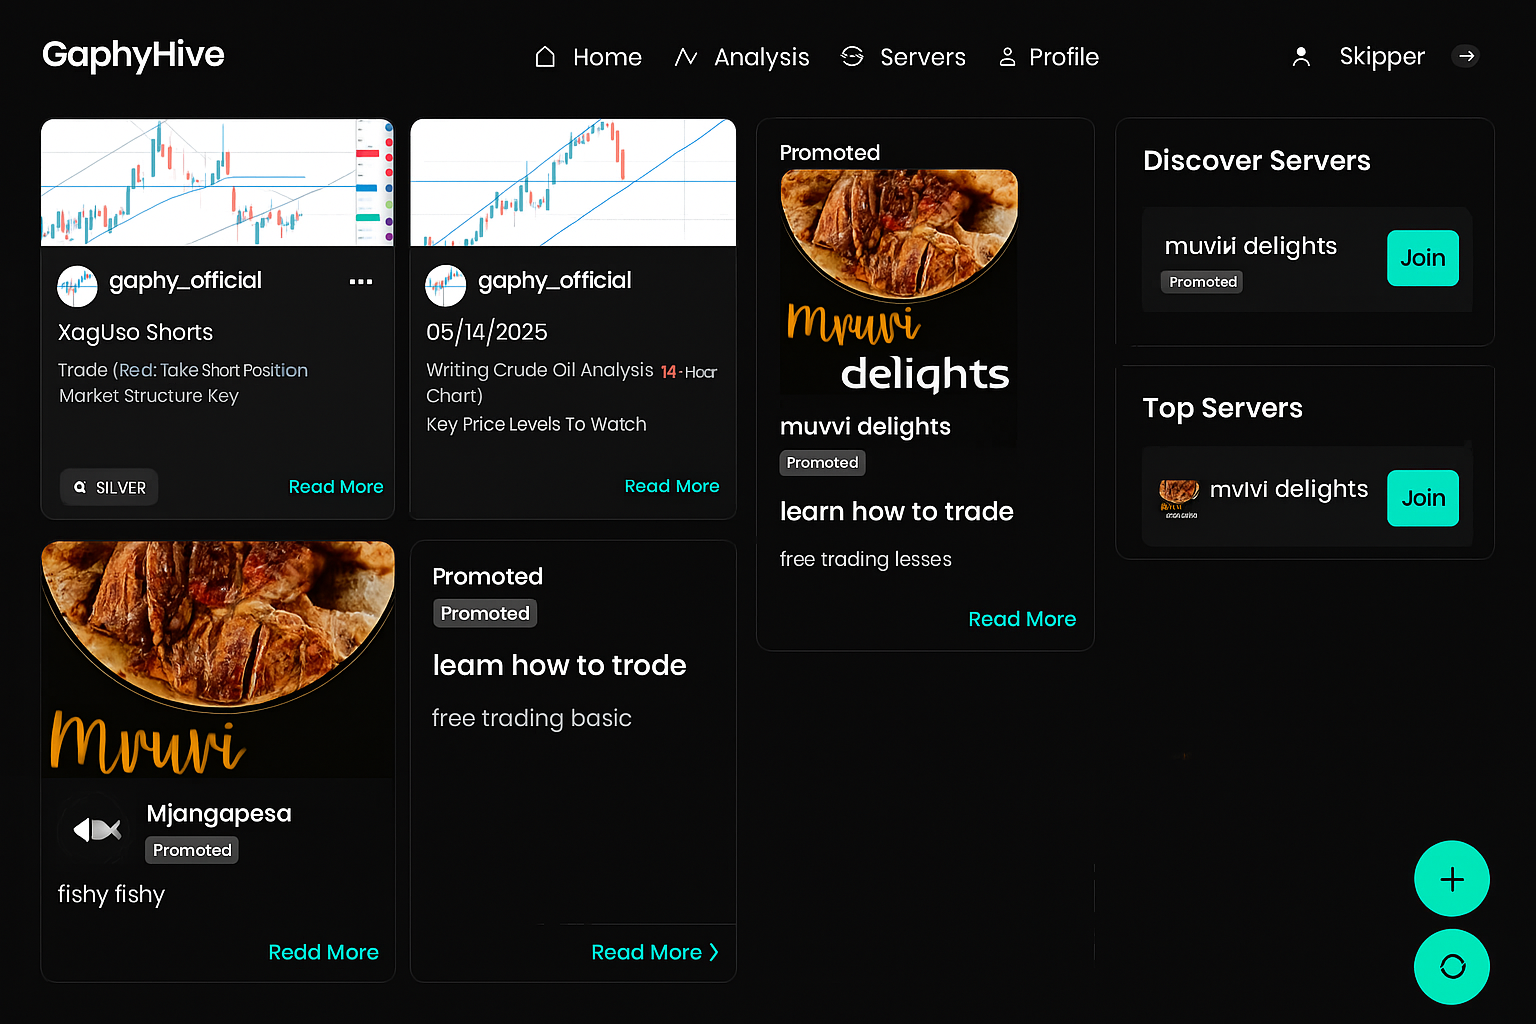 GaphyHive
Home
Analysis
Servers
Profile
Skipper
gaphy_official
XagUso Shorts
Trade (Red: Take Short Position
Market Structure Key
SILVER
Read More
gaphy_official
05/14/2025
Writing Crude Oil Analysis 14-Hocr
Chart)
Key Price Levels To Watch
Read More
Promoted
Mruvi
delights
muvvi delights
Promoted
learn how to trade
free trading lesses
Read More
Discover Servers
muvivi delights
Promoted
Join
Top Servers
mvivi delights
Join
Mruvi
Mjangapesa
Promoted
fishy fishy
Redd More
Promoted
Promoted
leam how to trode
free trading basic
Read More